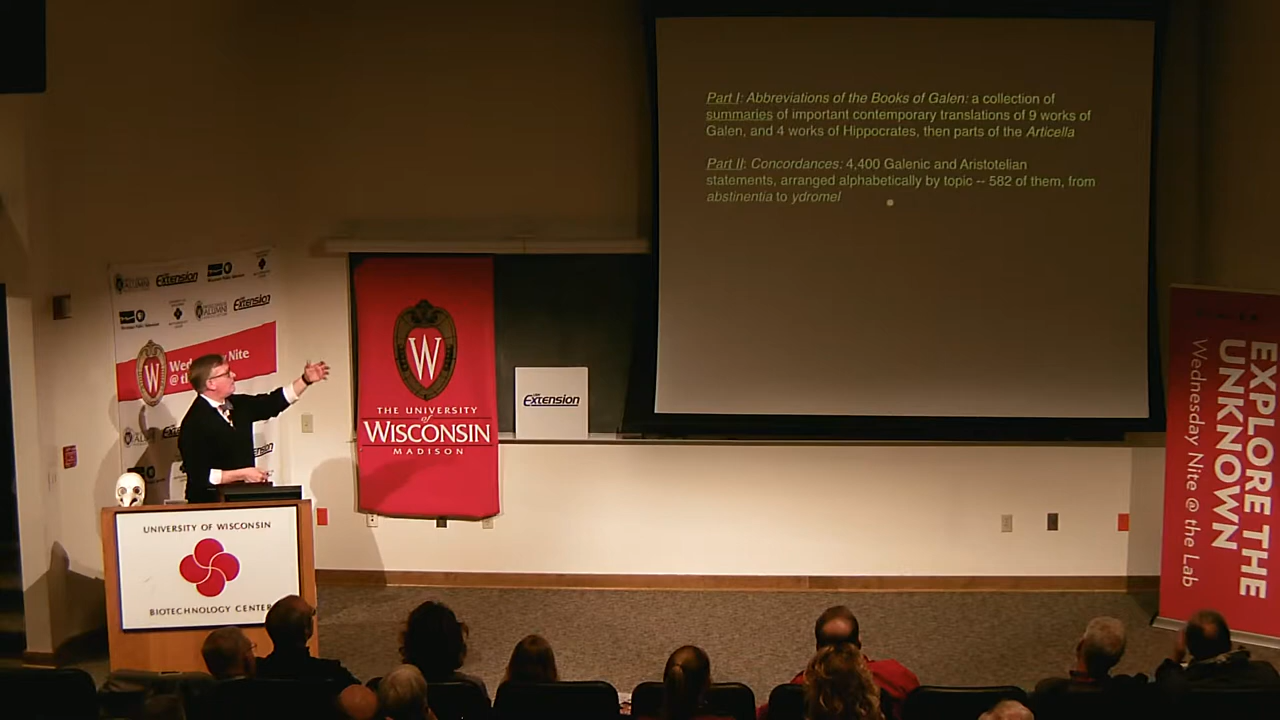 Part I: Abbreviations of the Books of Galen: a collection of
summaries of important contemporary translations of 9 works of
Galen, and 4 works of Hippocrates, then parts of the Articella
Part II: Concordances: 4,400 Galenic and Aristotelian
statements, arranged alphabetically by topic -- 582 of them, from
abstinentia to ydromel
Extension
ALUMNI
Extension
Wednesday Nite
@ the
W
W
THE UNIVERSITY
of
WISCONSIN
MADISON
Extension
UNIVERSITY OF WISCONSIN
BIOTECHNOLOGY CENTER
EXPLORE THE
UNKNOWN
Wednesday Nite @ the Lab